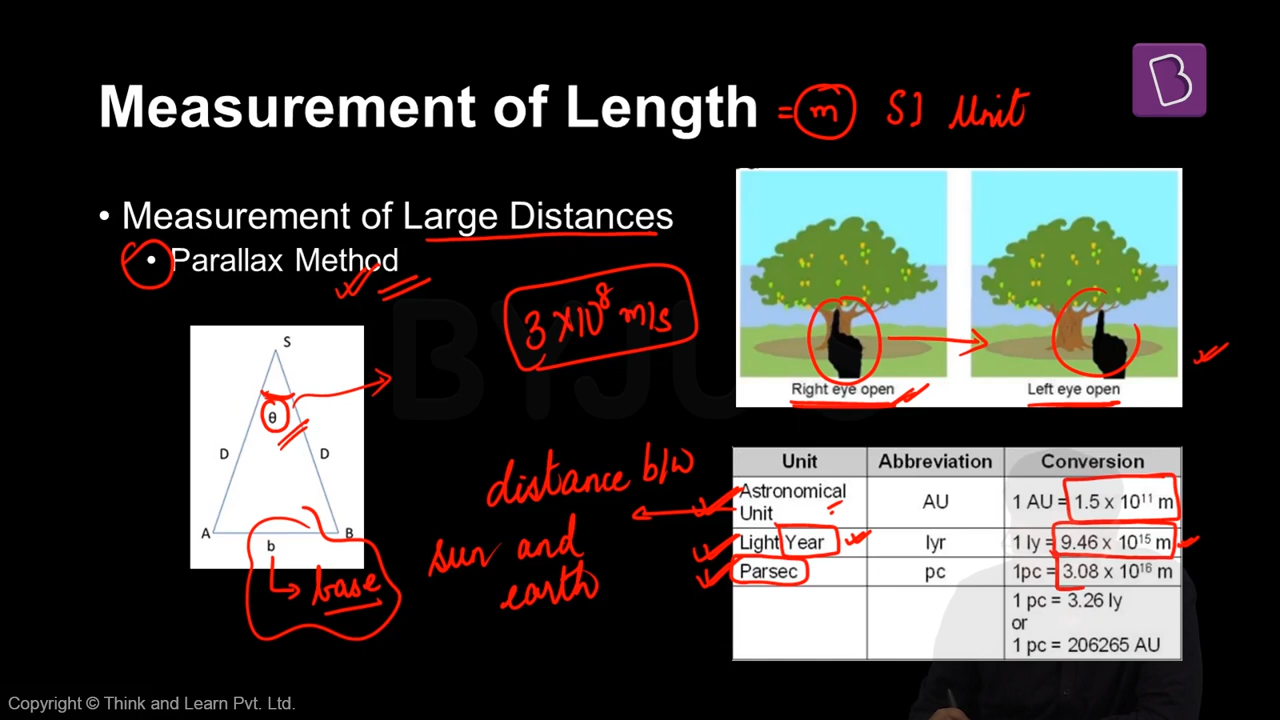 Measurement of Length = m SI Unit
• Measurement of Large Distances
• Parallax Method
3 × 10⁸ m/s
S
θ
D D
A B
b
base
distance b/w
sun and
earth
Right eye open Left eye open
Unit Abbreviation Conversion
Astronomical Unit AU 1 AU = 1.5 x 10¹¹ m
Light Year lyr 1 ly = 9.46 x 10¹⁵ m
Parsec pc 1pc = 3.08 x 10¹⁶ m
1 pc = 3.26 ly
or
1 pc = 206265 AU
BYJU
Copyright © Think and Learn Pvt. Ltd.